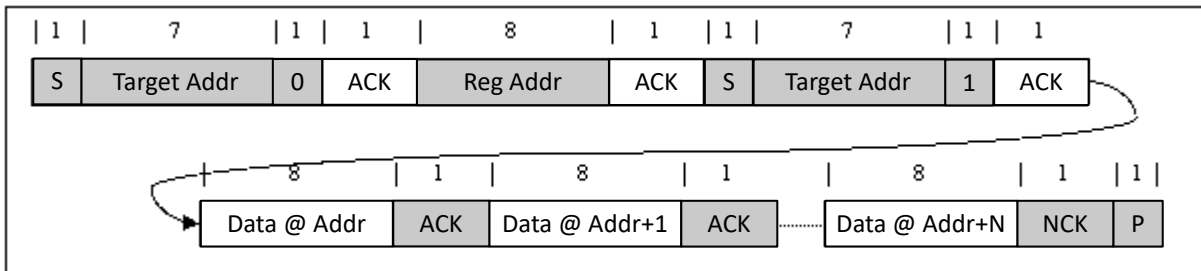 | 1 | 7 | 1 | 1 | 8 | 1 | 1 | 7 | 1 | 1
S Target Addr 0 ACK Reg Addr ACK S Target Addr 1 ACK
| 8 | 1 | 8 | 1 | 8 | 1 | 1 |
Data @ Addr ACK Data @ Addr+1 ACK Data @ Addr+N NCK P